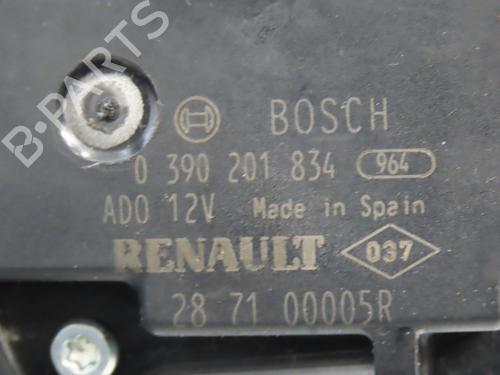 B-PARTS
BOSCH
0 390 201 834 964
ADO 12V Made in Spain
RENAULT 037
28 71 00005R